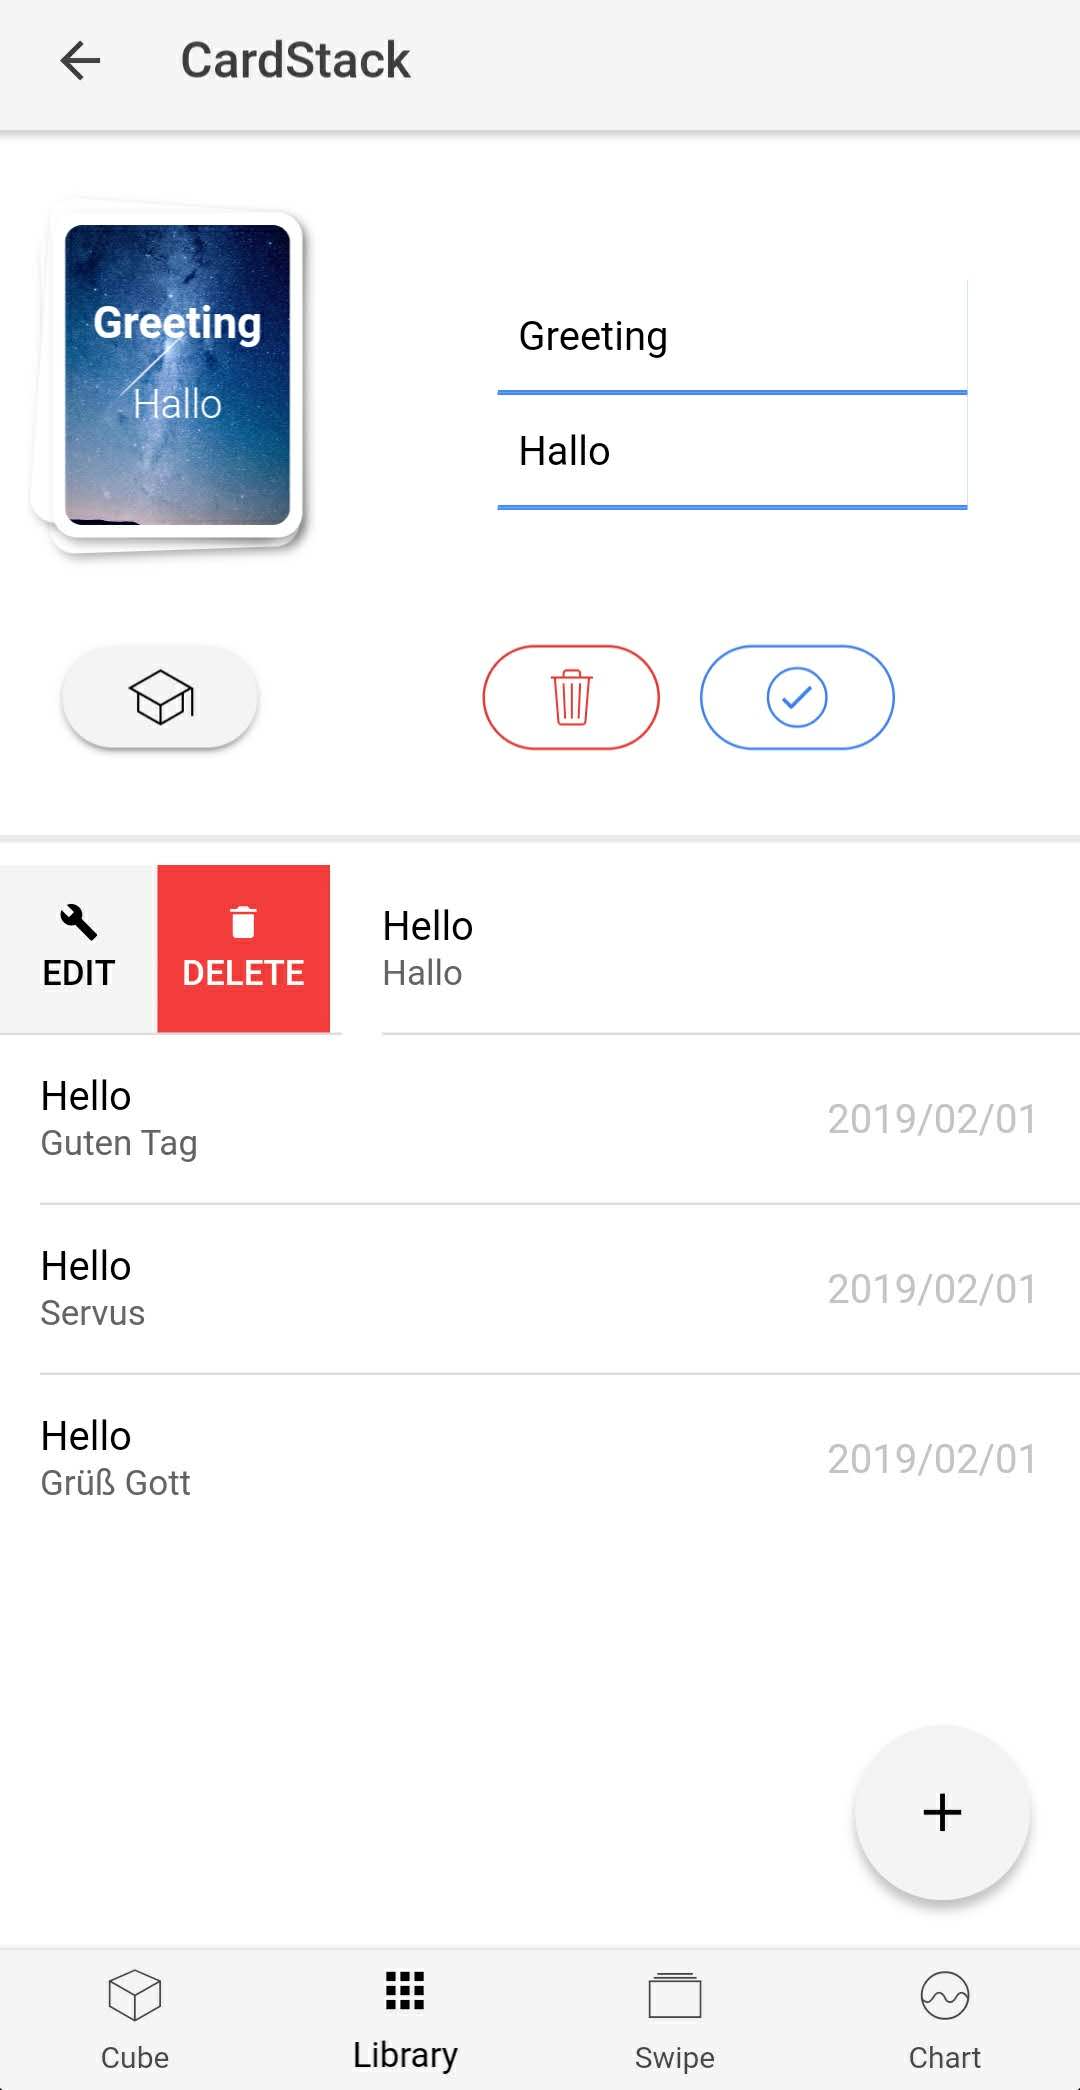 CardStack
Greeting
Hallo
Greeting
Hallo
EDIT
DELETE
Hello
Hallo
Hello
Guten Tag
2019/02/01
Hello
Servus
2019/02/01
Hello
Grüß Gott
2019/02/01
Cube
Library
Swipe
Chart